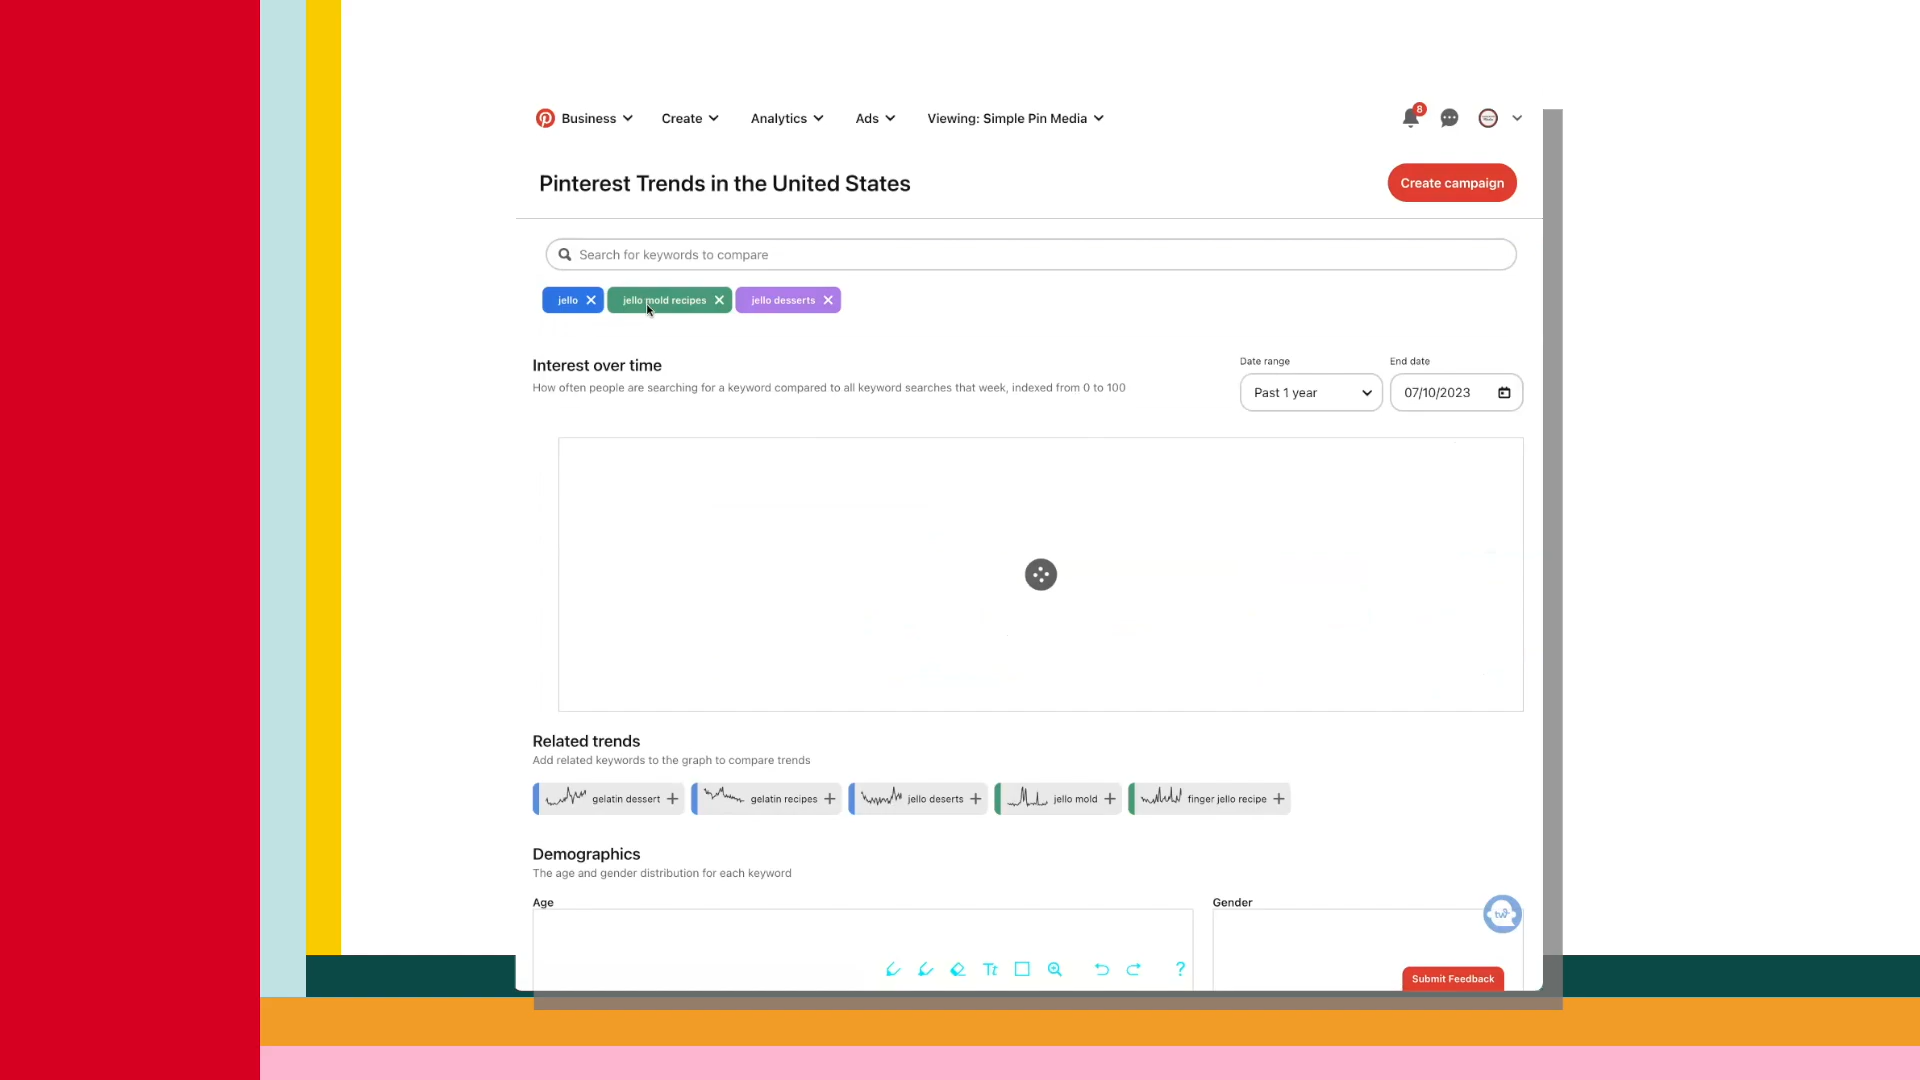 Business Create Analytics Ads Viewing: Simple Pin Media 8
Pinterest Trends in the United States
Create campaign
Search for keywords to compare
jello jello mold recipes jello desserts
Interest over time
How often people are searching for a keyword compared to all keyword searches that week, indexed from 0 to 100
Date range End date
Past 1 year 07/10/2023
Related trends
Add related keywords to the graph to compare trends
gelatin dessert gelatin recipes jello deserts jello mold finger jello recipe
Demographics
The age and gender distribution for each keyword
Age Gender
Tt ?
Submit Feedback